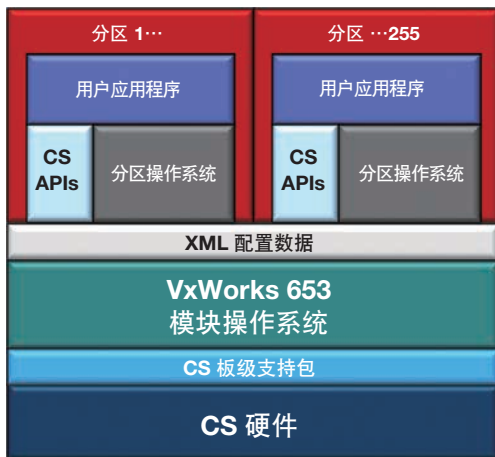 分区 1…
用户应用程序
CS
APIs
分区操作系统
分区 …255
用户应用程序
CS
APIs
分区操作系统
XML 配置数据
VxWorks 653
模块操作系统
CS 板级支持包
CS 硬件